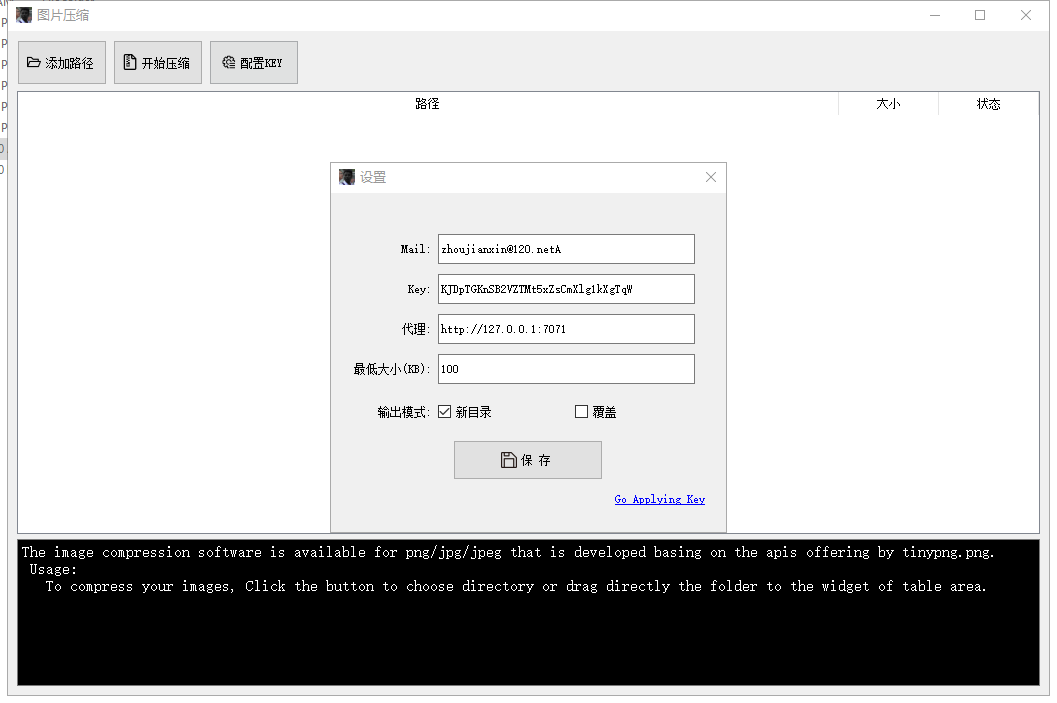 图片压缩
添加路径 开始压缩 配置KEY
路径 大小 状态
设置
Mail: zhoujianxin@120.netA
Key: KJDpTGKnSB2VZTMt5xZsCmXlg1kXgTqW
代理: http://127.0.0.1:7071
最低大小(KB): 100
输出模式: 新目录 覆盖
保 存
Go Applying Key
The image compression software is available for png/jpg/jpeg that is developed basing on the apis offering by tinypng.png.
Usage:
To compress your images, Click the button to choose directory or drag directly the folder to the widget of table area.